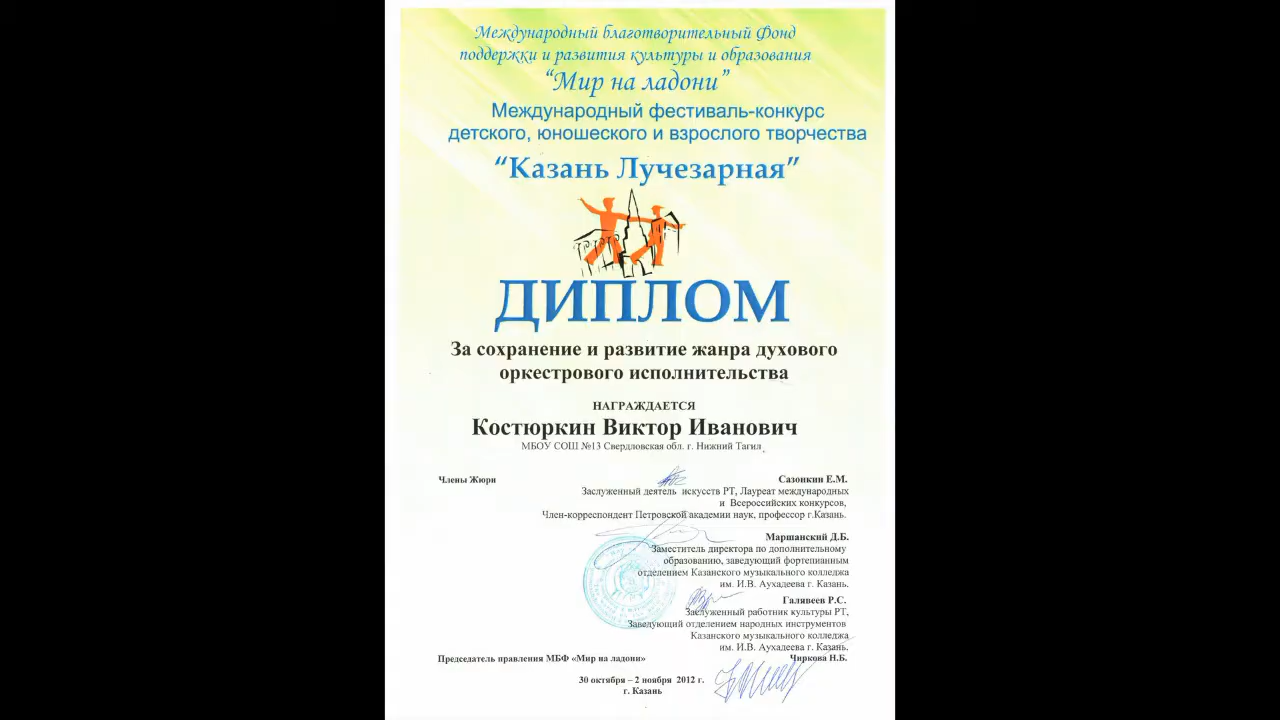 Международный благотворительный Фонд
поддержки и развития культуры и образования
“Мир на ладони”
Международный фестиваль-конкурс
детского, юношеского и взрослого творчества
“Казань Лучезарная”
ДИПЛОМ
За сохранение и развитие жанра духового
оркестрового исполнительства
НАГРАЖДАЕТСЯ
Костюркин Виктор Иванович
МБОУ СОШ №13 Свердловская обл. г. Нижний Тагил
Члены Жюри
Сазонкин Е.М.
Заслуженный деятель искусств РТ, Лауреат международных
и Всероссийских конкурсов,
Член-корреспондент Петровской академии наук, профессор г.Казань.
Маршанский Д.Б.
Заместитель директора по дополнительному
образованию, заведующий фортепианным
отделением Казанского музыкального колледжа
им. И.В. Аухадеева г. Казань.
Галявеев Р.С.
Заслуженный работник культуры РТ,
Заведующий отделением народных инструментов
Казанского музыкального колледжа
им. И.В. Аухадеева г. Казань.
Председатель правления МБФ «Мир на ладони» Чиркова Н.Б.
30 октября – 2 ноября 2012 г.
г. Казань